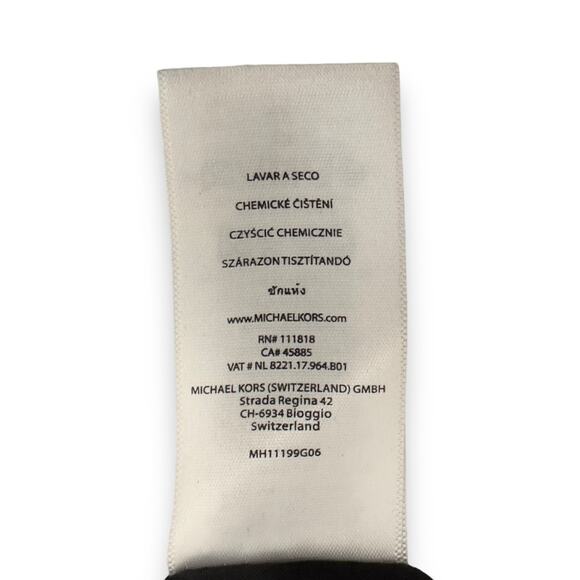 LAVAR A SECO
CHEMICKÉ ČIŠTĚNÍ
CZYŚCIĆ CHEMICZNIE
SZÁRAZON TISZTÍTANDÓ
ซักแห้ง
www.MICHAELKORS.com
RN# 111818
CA# 45885
VAT # NL 8221.17.964.B01
MICHAEL KORS (SWITZERLAND) GMBH
Strada Regina 42
CH-6934 Bioggio
Switzerland
MH11199G06